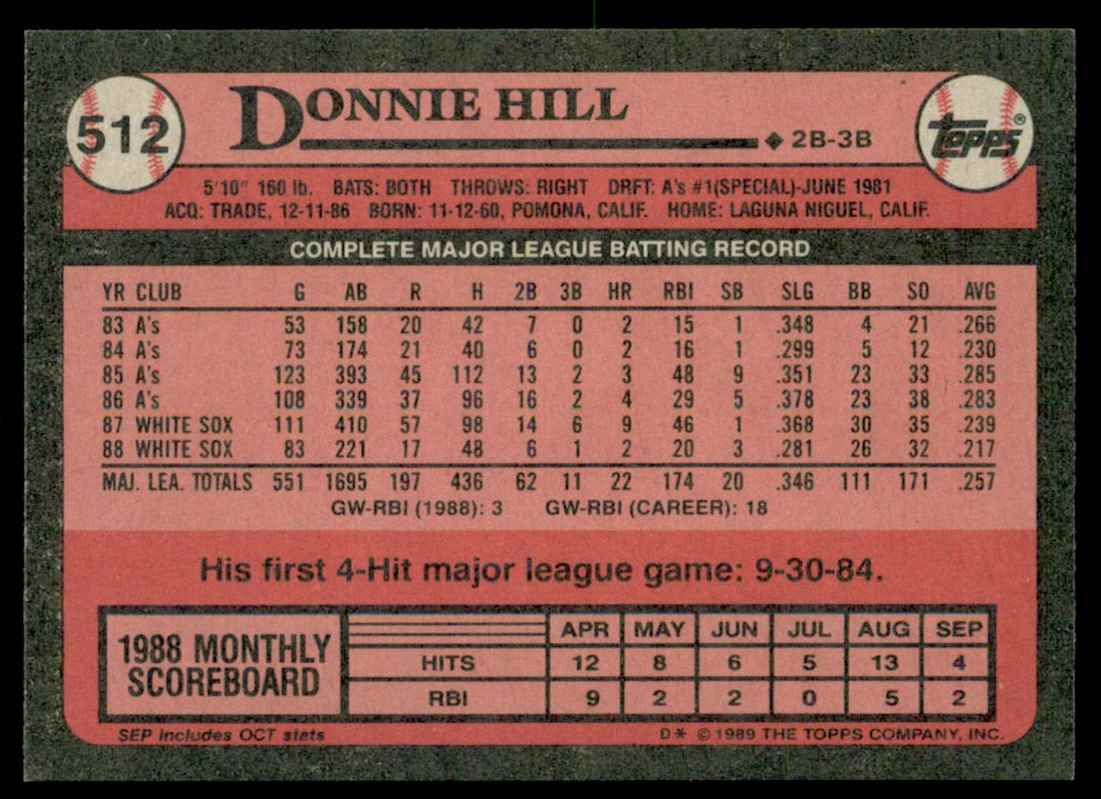 512
DONNIE HILL
◆ 2B-3B
TOPPS®
5'10" 160 lb. BATS: BOTH THROWS: RIGHT DRFT: A's #1(SPECIAL)-JUNE 1981
ACQ: TRADE, 12-11-86 BORN: 11-12-60, POMONA, CALIF. HOME: LAGUNA NIGUEL, CALIF.
COMPLETE MAJOR LEAGUE BATTING RECORD
YR CLUB G AB R H 2B 3B HR RBI SB SLG BB SO AVG
83 A's 53 158 20 42 7 0 2 15 1 .348 4 21 .266
84 A's 73 174 21 40 6 0 2 16 1 .299 5 12 .230
85 A's 123 393 45 112 13 2 3 48 9 .351 23 33 .285
86 A's 108 339 37 96 16 2 4 29 5 .378 23 38 .283
87 WHITE SOX 111 410 57 98 14 6 9 46 1 .368 30 35 .239
88 WHITE SOX 83 221 17 48 6 1 2 20 3 .281 26 32 .217
MAJ. LEA. TOTALS 551 1695 197 436 62 11 22 174 20 .346 111 171 .257
GW-RBI (1988): 3 GW-RBI (CAREER): 18
His first 4-Hit major league game: 9-30-84.
1988 MONTHLY
SCOREBOARD
APR MAY JUN JUL AUG SEP
HITS 12 8 6 5 13 4
RBI 9 2 2 0 5 2
SEP includes OCT stats
D* © 1989 THE TOPPS COMPANY, INC.